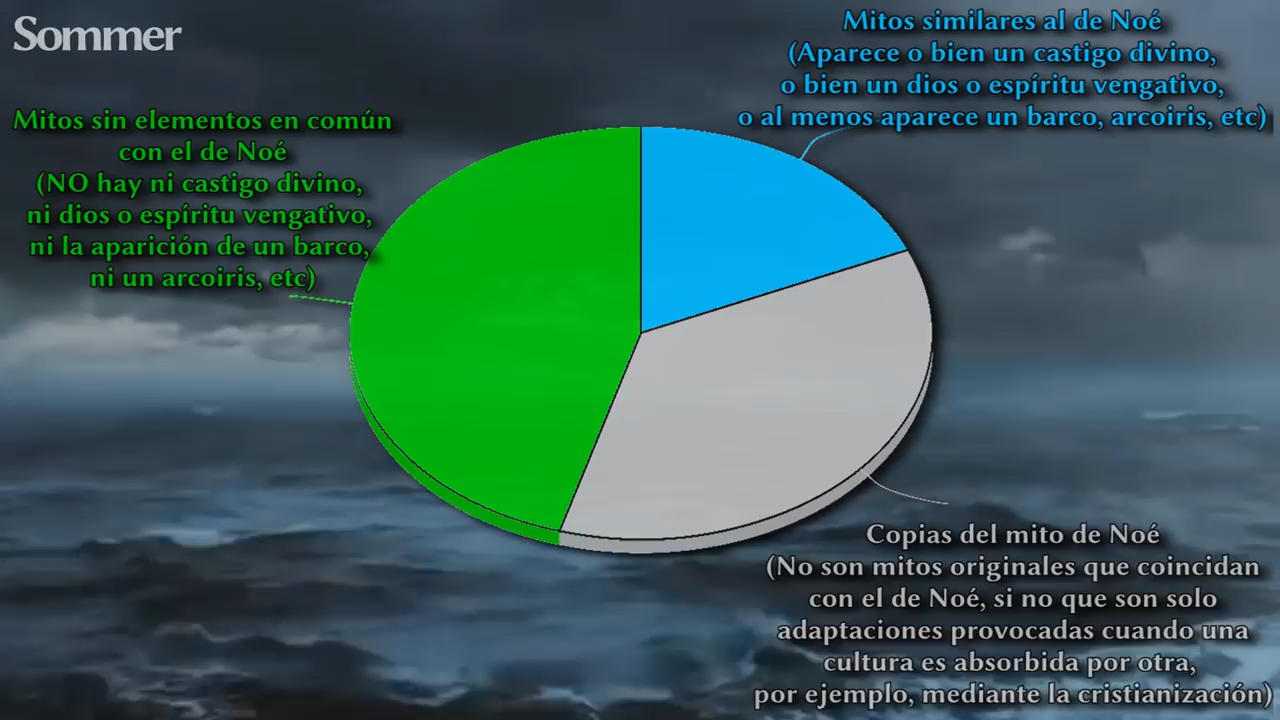 Sommer
Mitos similares al de Noé
(Aparece o bien un castigo divino,
o bien un dios o espíritu vengativo,
o al menos aparece un barco, arcoiris, etc)
Mitos sin elementos en común
con el de Noé
(NO hay ni castigo divino,
ni dios o espíritu vengativo,
ni la aparición de un barco,
ni un arcoiris, etc)
Copias del mito de Noé
(No son mitos originales que coincidan
con el de Noé, si no que son solo
adaptaciones provocadas cuando una
cultura es absorbida por otra,
por ejemplo, mediante la cristianización)